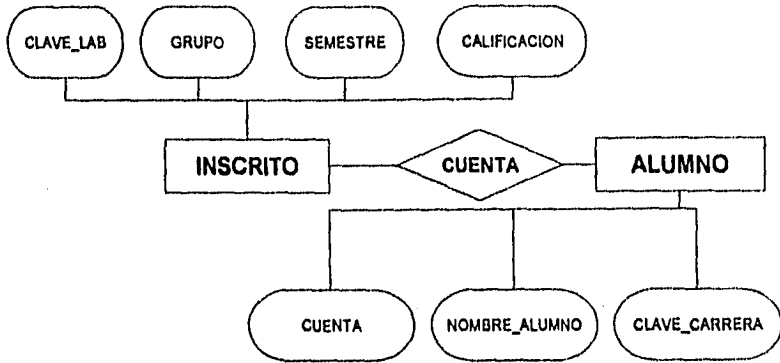 CLAVE_LAB
GRUPO
SEMESTRE
CALIFICACION
INSCRITO
CUENTA
ALUMNO
CUENTA
NOMBRE_ALUMNO
CLAVE_CARRERA